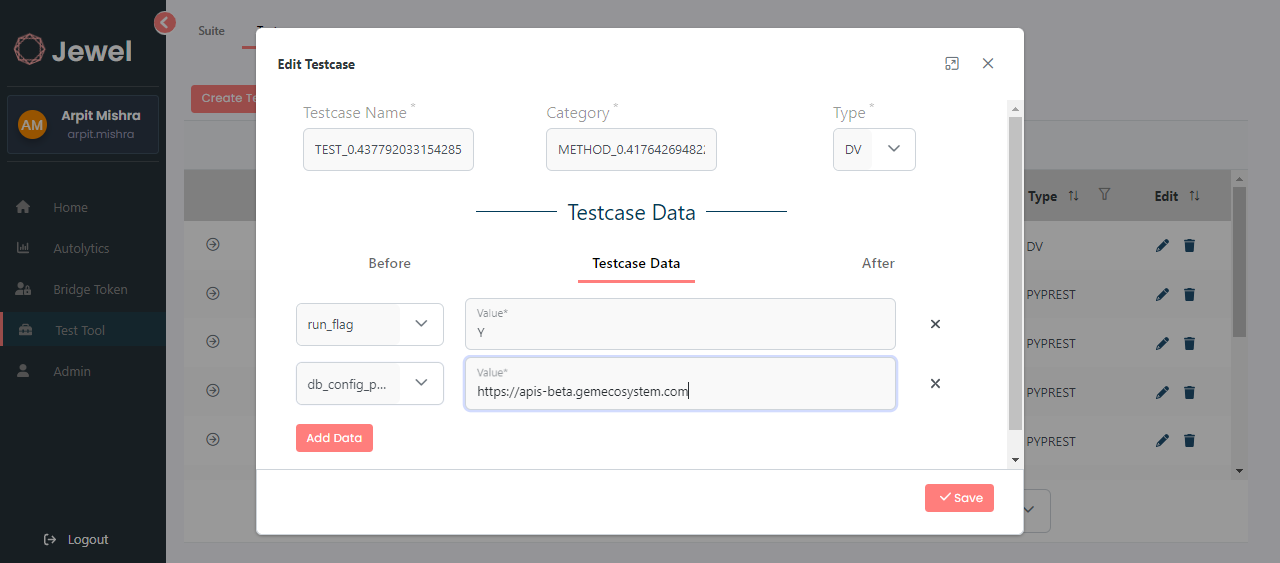 Jewel
AM
Arpit Mishra
arpit.mishra
Home
Autolytics
Bridge Token
Test Tool
Admin
Logout
Suite
Create Te
Edit Testcase
Testcase Name *
Category *
Type *
TEST_0.437792033154285
METHOD_0.41764269482
DV
Testcase Data
Before
Testcase Data
After
run_flag
Value*
Y
db_config_p...
Value*
https://apis-beta.gemecosystem.com
Add Data
Save
Type
Edit
DV
PYPREST
PYPREST
PYPREST
PYPREST